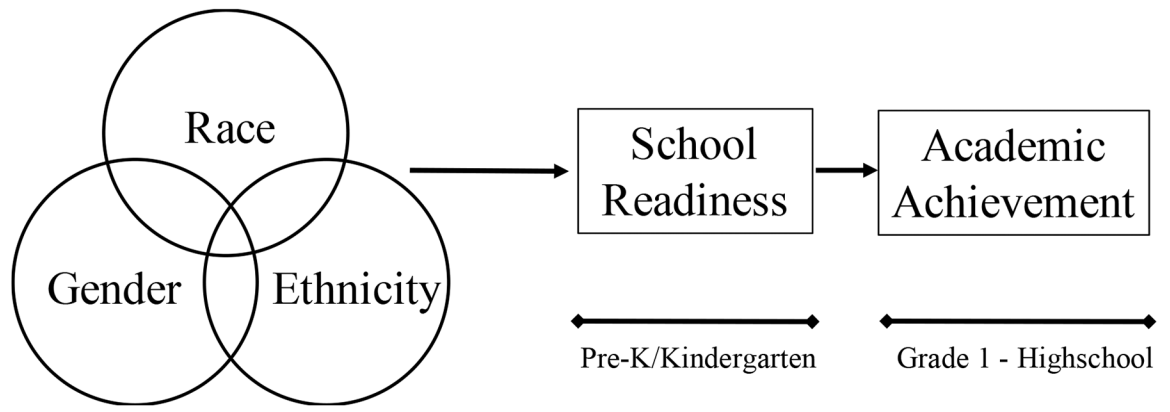 Race
Gender
Ethnicity
School
Readiness
Academic
Achievement
Pre-K/Kindergarten
Grade 1 - Highschool